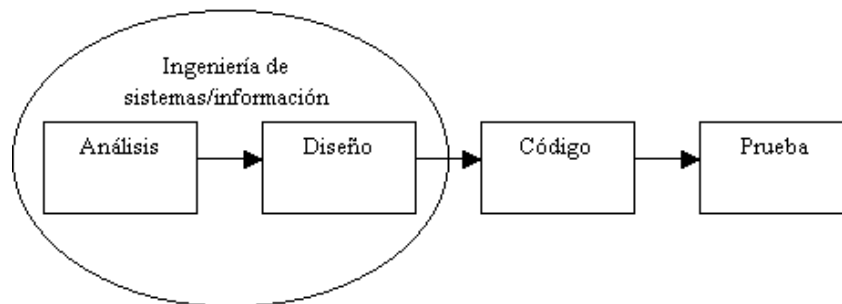 Ingeniería de
sistemas/información
Análisis
Diseño
Código
Prueba